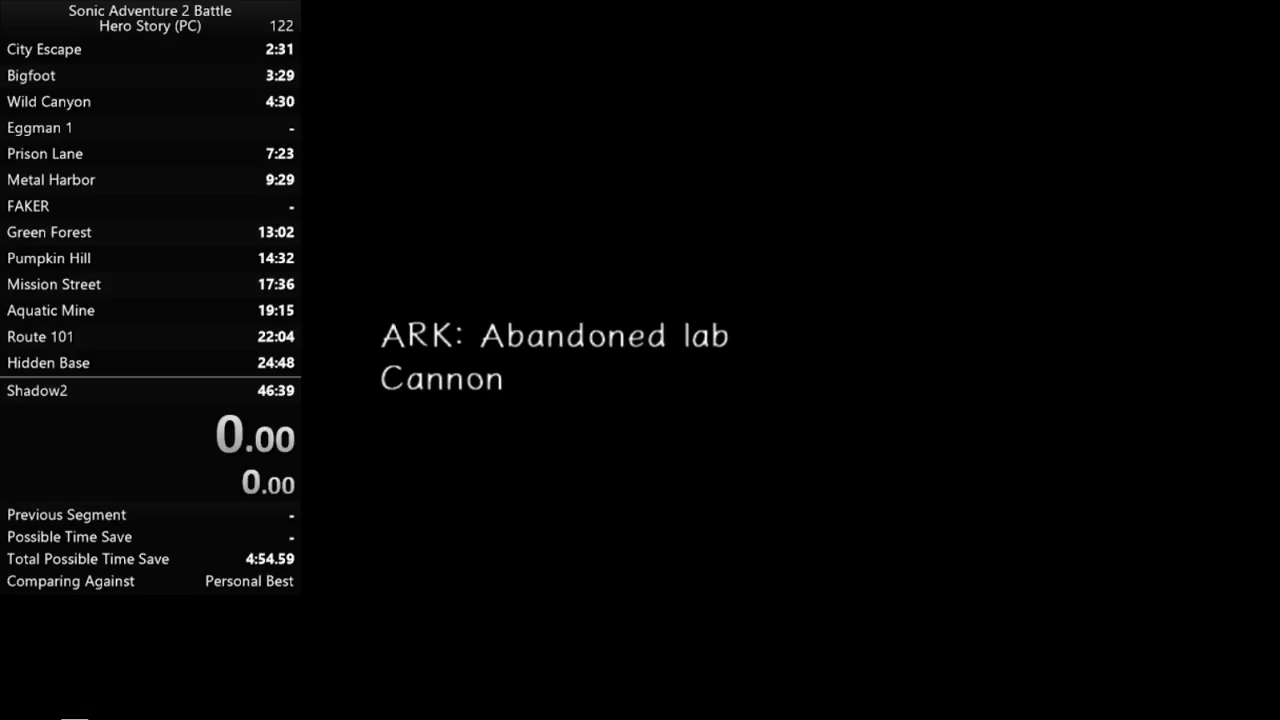 Sonic Adventure 2 Battle
Hero Story (PC) 122
City Escape 2:31
Bigfoot 3:29
Wild Canyon 4:30
Eggman 1 -
Prison Lane 7:23
Metal Harbor 9:29
FAKER -
Green Forest 13:02
Pumpkin Hill 14:32
Mission Street 17:36
Aquatic Mine 19:15
Route 101 22:04
Hidden Base 24:48
Shadow2 46:39
0.00
0.00
Previous Segment -
Possible Time Save -
Total Possible Time Save 4:54.59
Comparing Against Personal Best
ARK: Abandoned lab
Cannon